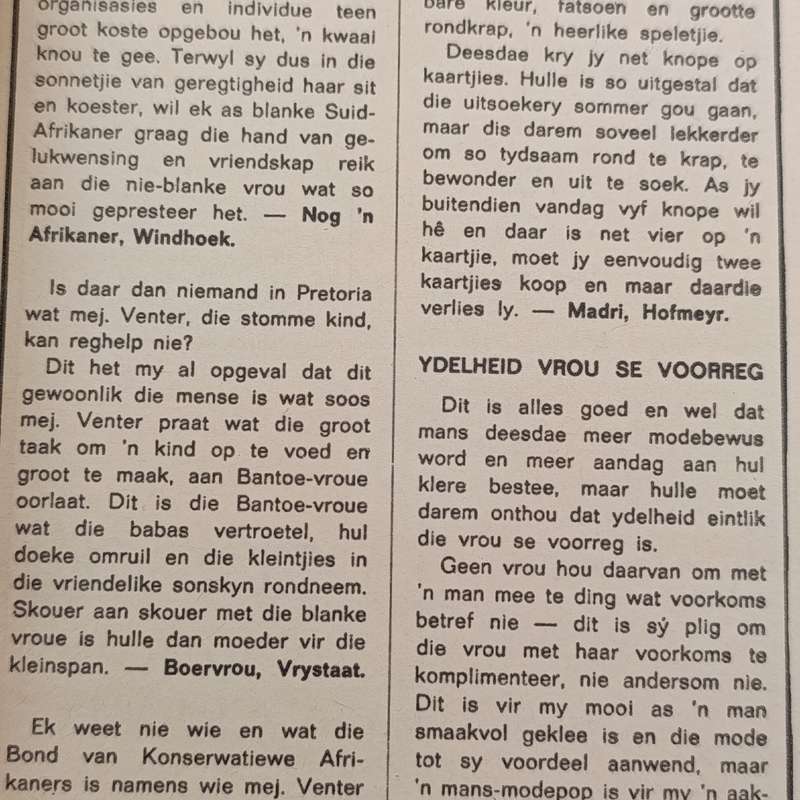 organisasies en individue teen
groot koste opgebou het, 'n kwaai
knou te gee. Terwyl sy dus in die
sonnetjie van geregtigheid haar sit
en koester, wil ek as blanke Suid-
Afrikaner graag die hand van ge-
lukwensing en vriendskap reik
aan die nie-blanke vrou wat so
mooi gepresteer het. — Nog 'n
Afrikaner, Windhoek.
Is daar dan niemand in Pretoria
wat mej. Venter, die stomme kind,
kan reghelp nie?
Dit het my al opgeval dat dit
gewoonlik die mense is wat soos
mej. Venter praat wat die groot
taak om 'n kind op te voed en
groot te maak, aan Bantoe-vroue
oorlaat. Dit is die Bantoe-vroue
wat die babas vertroetel, hul
doeke omruil en die kleintjies in
die vriendelike sonskyn rondneem.
Skouer aan skouer met die blanke
vroue is hulle dan moeder vir die
kleinspan. — Boervrou, Vrystaat.
Ek weet nie wie en wat die
Bond van Konserwatiewe Afri-
kaners is namens wie mej. Venter
bare kleur, fatsoen en grootte
rondkrap, 'n heerlike speletjie.
Deesdae kry jy net knope op
kaartjies. Hulle is so uitgestal dat
die uitsoekery sommer gou gaan,
maar dis darem soveel lekkerder
om so tydsaam rond te krap, te
bewonder en uit te soek. As jy
buitendien vandag vyf knope wil
hê en daar is net vier op 'n
kaartjie, moet jy eenvoudig twee
kaartjies koop en maar daardie
verlies ly. — Madri, Hofmeyr.
YDELHEID VROU SE VOORREG
Dit is alles goed en wel dat
mans deesdae meer modebewus
word en meer aandag aan hul
klere bestee, maar hulle moet
darem onthou dat ydelheid eintlik
die vrou se voorreg is.
Geen vrou hou daarvan om met
'n man mee te ding wat voorkoms
betref nie — dit is sý plig om
die vrou met haar voorkoms te
komplimenteer, nie andersom nie.
Dit is vir my mooi as 'n man
smaakvol geklee is en die mode
tot sy voordeel aanwend, maar
'n mans-modepop is vir my 'n aak-